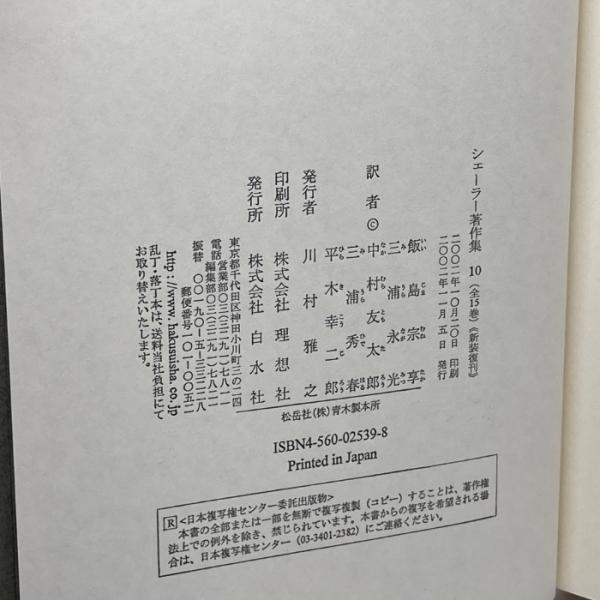 シェーラー著作集 10(全15巻)《新装復刊》
二〇〇二年一〇月二〇日 印刷
二〇〇二年一一月 五日 発行
訳者© 飯島宗享
三浦永光
中村友太郎
三浦秀春
平木幸二郎
発行者 川村雅之
印刷所 株式会社 理想社
発行所 株式会社 白水社
東京都千代田区神田小川町三の二四
電話 営業部〇三(三二九一)七八一一
編集部〇三(三二九一)七八二一
振替 〇〇一九〇-五-三三二二八
郵便番号一〇一-〇〇五二
http://www.hakusuisha.co.jp
乱丁・落丁本は、送料当社負担にて
お取り替えいたします。
松岳社(株)青木製本所
ISBN4-560-02539-8
Printed in Japan
R <日本複写権センター委託出版物>
本書の全部または一部を無断で複写複製(コピー)することは、著作権
法上での例外を除き、禁じられています。本書からの複写を希望される場
合は、日本複写権センター(03-3401-2382)にご連絡ください。